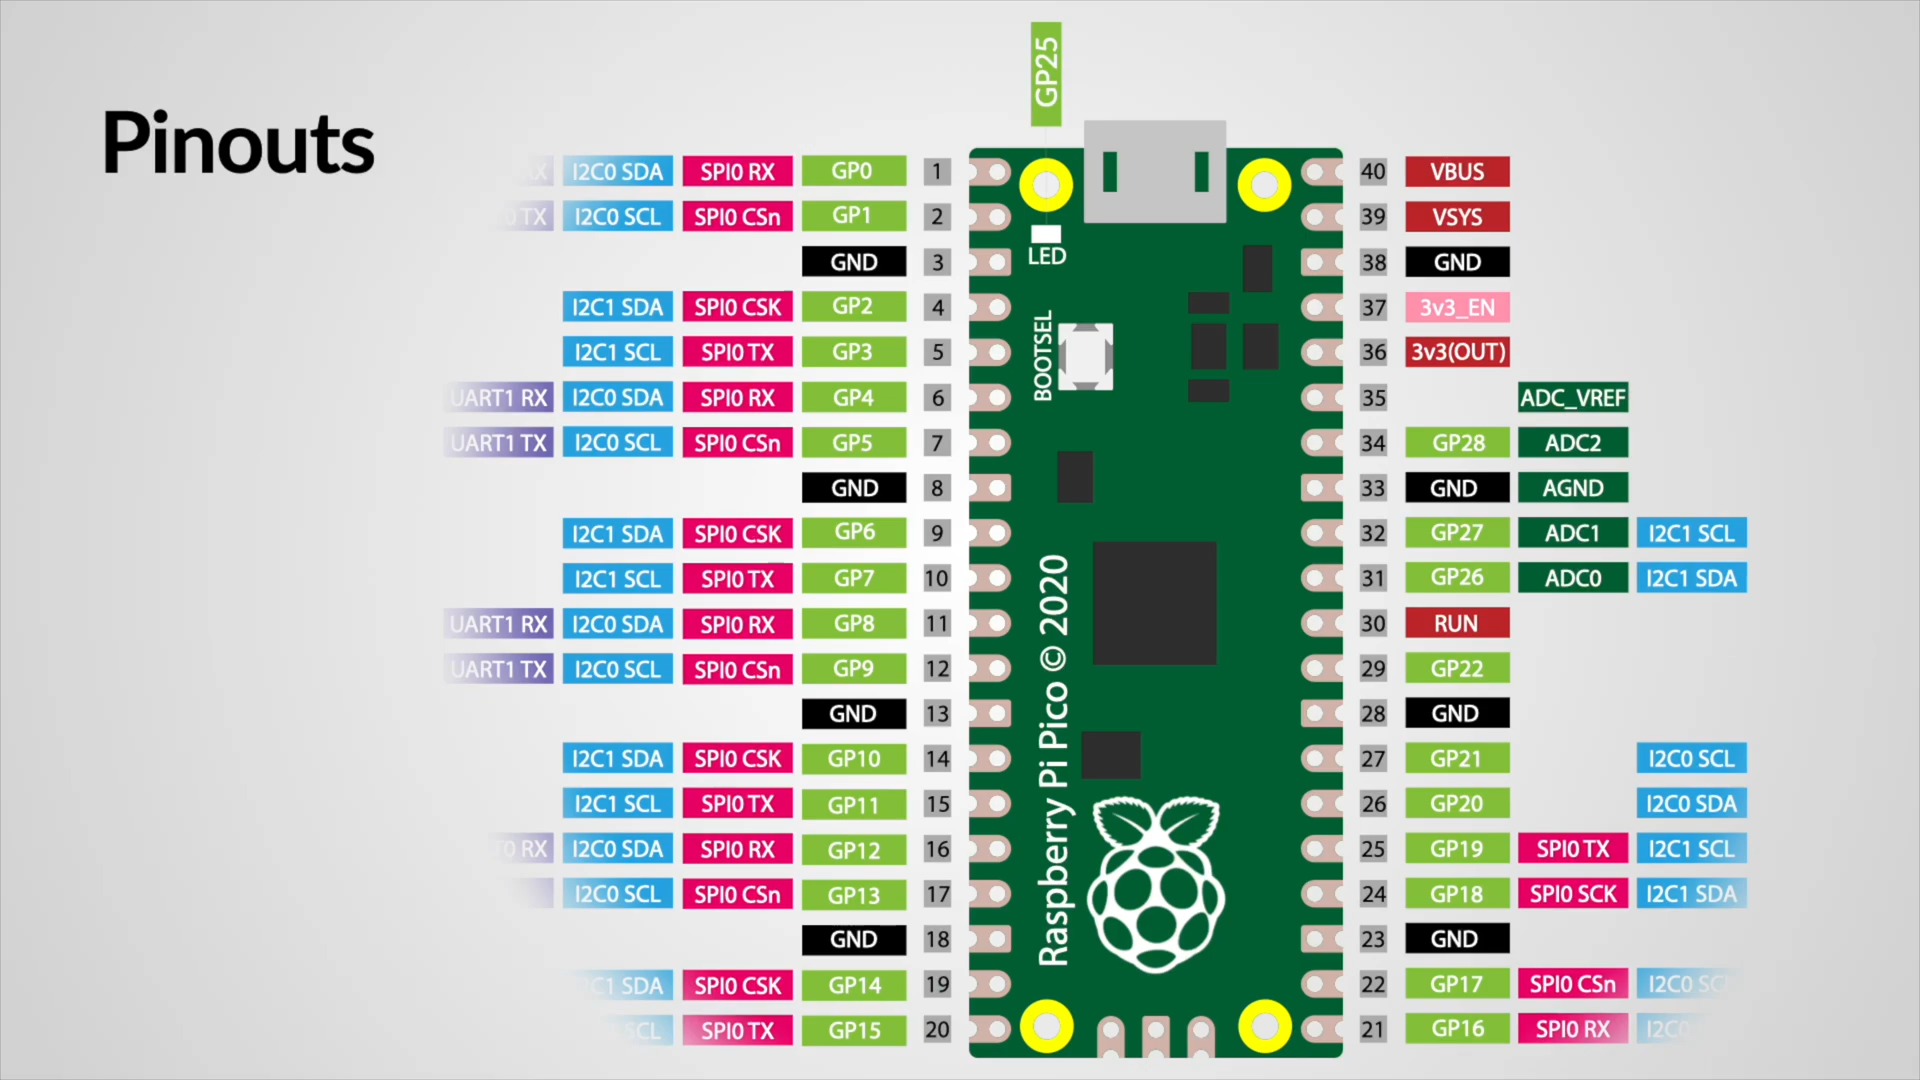 GP25
Pinouts
I2C0 SDA SPI0 RX GP0 1 40 VBUS
TX I2C0 SCL SPI0 CSn GP1 2 39 VSYS
GND 3 LED 38 GND
I2C1 SDA SPI0 CSK GP2 4 37 3v3_EN
I2C1 SCL SPI0 TX GP3 5 BOOTSEL 36 3v3(OUT)
UART1 RX I2C0 SDA SPI0 RX GP4 6 35 ADC_VREF
UART1 TX I2C0 SCL SPI0 CSn GP5 7 34 GP28 ADC2
GND 8 33 GND AGND
I2C1 SDA SPI0 CSK GP6 9 32 GP27 ADC1 I2C1 SCL
I2C1 SCL SPI0 TX GP7 10 31 GP26 ADC0 I2C1 SDA
UART1 RX I2C0 SDA SPI0 RX GP8 11 30 RUN
UART1 TX I2C0 SCL SPI0 CSn GP9 12 29 GP22
GND 13 28 GND
Raspberry Pi Pico © 2020
I2C1 SDA SPI0 CSK GP10 14 27 GP21 I2C0 SCL
I2C1 SCL SPI0 TX GP11 15 26 GP20 I2C0 SDA
RX I2C0 SDA SPI0 RX GP12 16 25 GP19 SPI0 TX I2C1 SCL
I2C0 SCL SPI0 CSn GP13 17 24 GP18 SPI0 SCK I2C1 SDA
GND 18 23 GND
SDA SPI0 CSK GP14 19 22 GP17 SPI0 CSn I2C0
SCL SPI0 TX GP15 20 21 GP16 SPI0 RX I2C0